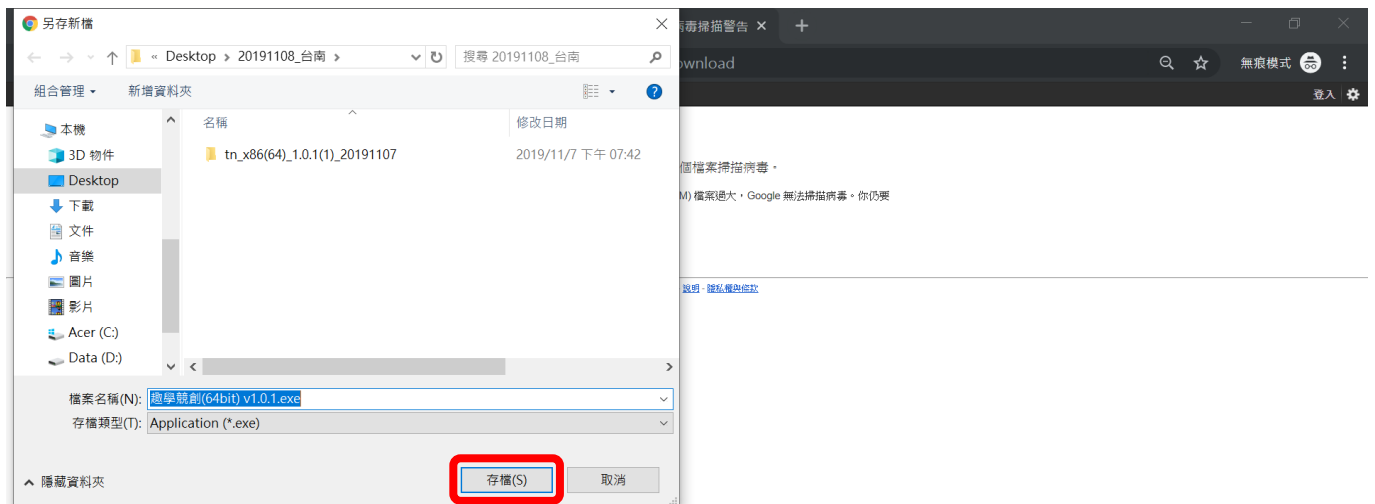 另存新檔
« Desktop › 20191108_台南 ›
搜尋 20191108_台南
組合管理
新增資料夾
?
本機
3D 物件
Desktop
下載
文件
音樂
圖片
影片
Acer (C:)
Data (D:)
名稱
修改日期
tn_x86(64)_1.0.1(1)_20191107
2019/11/7 下午 07:42
檔案名稱(N):
趣學競創(64bit) v1.0.1.exe
存檔類型(T):
Application (*.exe)
隱藏資料夾
存檔(S)
取消
病毒掃描警告
ownload
無痕模式
登入
個檔案掃描病毒。
M) 檔案過大，Google 無法掃描病毒。你仍要
說明 - 隱私權與條款